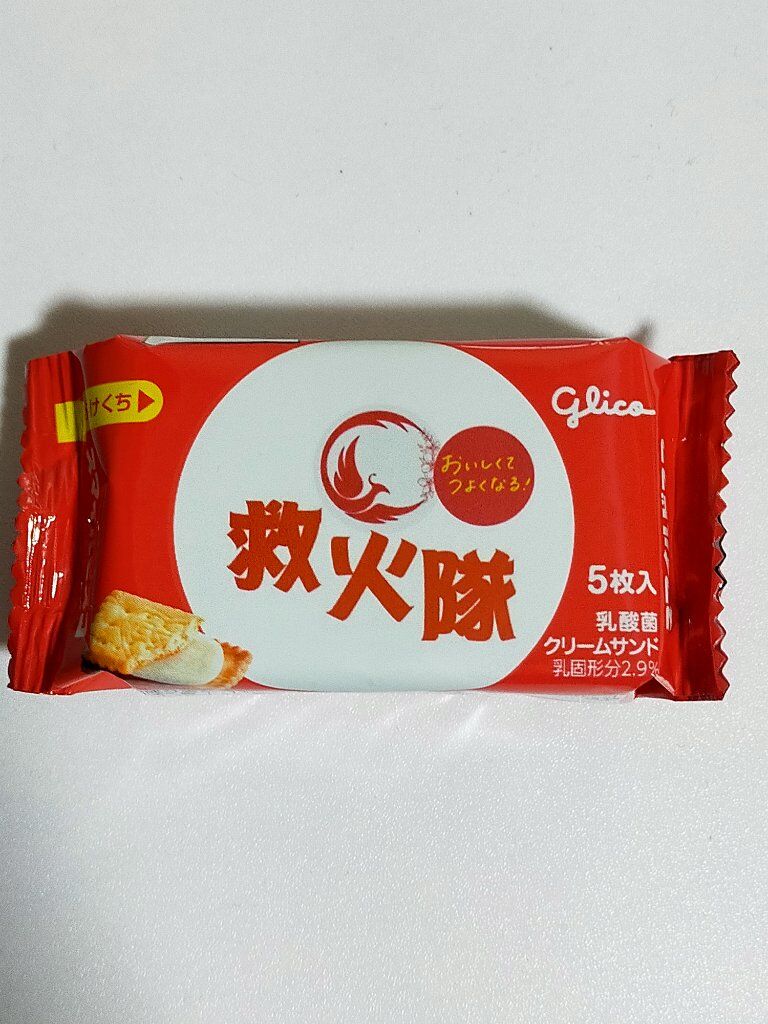 けくち
Glico
おいしくて
つよくなる!
救火隊
5枚入
乳酸菌
クリームサンド
乳固形分2.9%